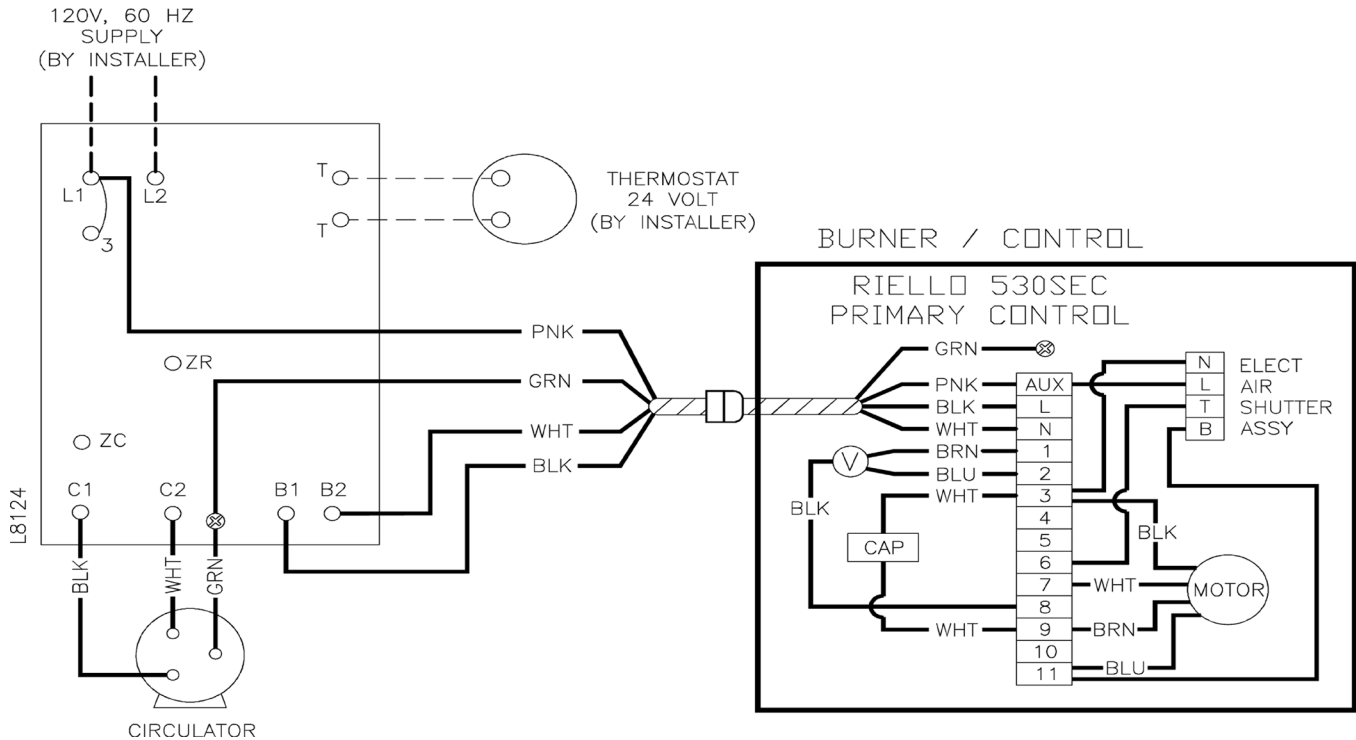 120V, 60 HZ
SUPPLY
(BY INSTALLER)
L1
L2
3
T
T
THERMOSTAT
24 VOLT
(BY INSTALLER)
ZR
ZC
C1
C2
B1
B2
L8124
BLK
WHT
GRN
CIRCULATOR
PNK
GRN
WHT
BLK
BURNER / CONTROL
RIELLO 530SEC
PRIMARY CONTROL
GRN
PNK
BLK
WHT
BRN
BLU
WHT
V
BLK
CAP
WHT
AUX
L
N
1
2
3
4
5
6
7
8
9
10
11
N
L
T
B
ELECT
AIR
SHUTTER
ASSY
BLK
WHT
BRN
BLU
MOTOR